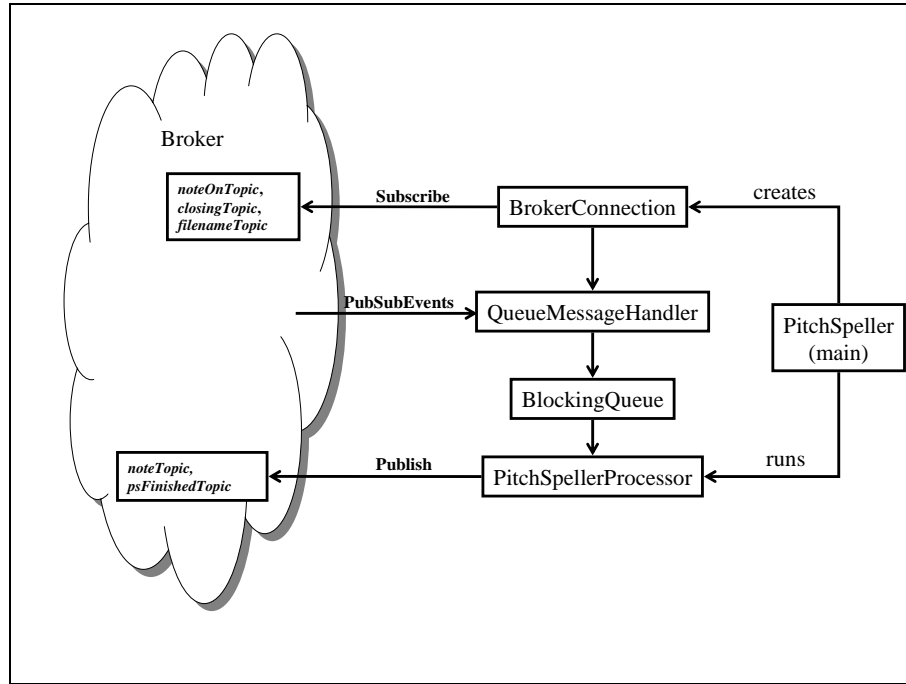 Broker
noteOnTopic,
closingTopic,
filenameTopic
Subscribe
BrokerConnection
creates
PubSubEvents
QueueMessageHandler
PitchSpeller
(main)
BlockingQueue
noteTopic,
psFinishedTopic
Publish
PitchSpellerProcessor
runs